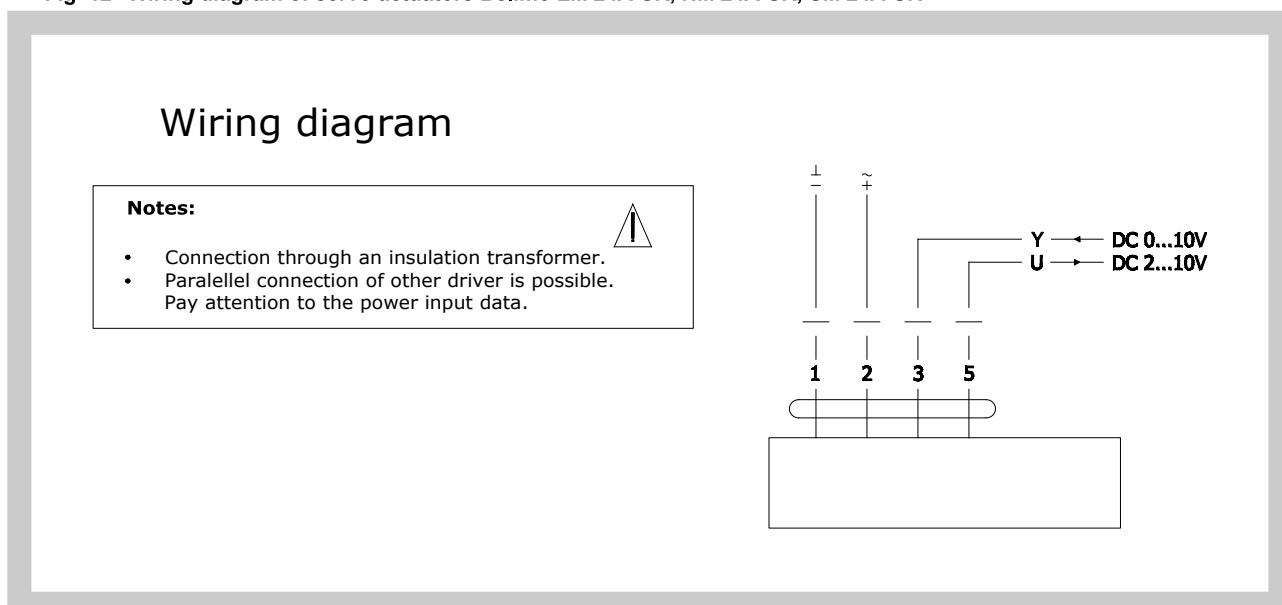 Wiring diagram
Notes:
• Connection through an insulation transformer.
• Paralellel connection of other driver is possible.
Pay attention to the power input data.
⊥ ~
− +
Y DC 0...10V
U DC 2...10V
1 2 3 5